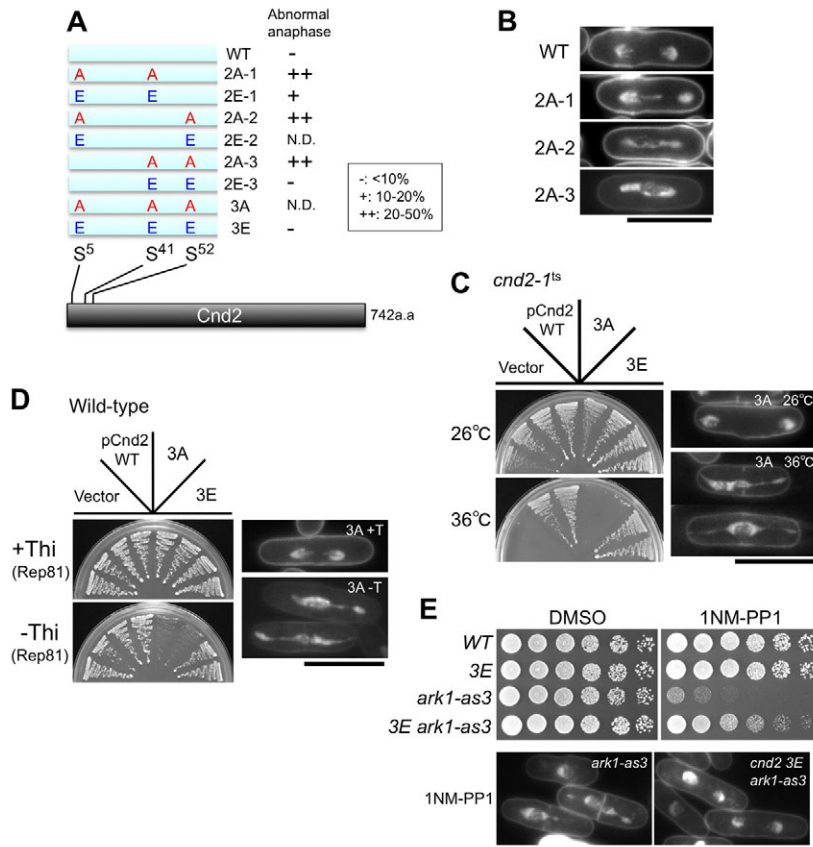 A
Abnormal
anaphase
WT -
A A 2A-1 ++
E E 2E-1 +
A A 2A-2 ++
E E 2E-2 N.D.
A A 2A-3 ++
E E 2E-3 -
A A A 3A N.D.
E E E 3E -
-: <10%
+: 10-20%
++: 20-50%
S5 S41 S52
Cnd2 742a.a
B
WT
2A-1
2A-2
2A-3
C
cnd2-1ts
pCnd2
WT
3A
Vector
3E
26°C
36°C
3A 26°C
3A 36°C
D
Wild-type
pCnd2
WT
3A
Vector
3E
+Thi
(Rep81)
-Thi
(Rep81)
3A +T
3A -T
E
DMSO 1NM-PP1
WT
3E
ark1-as3
3E ark1-as3
1NM-PP1
ark1-as3
cnd2 3E
ark1-as3